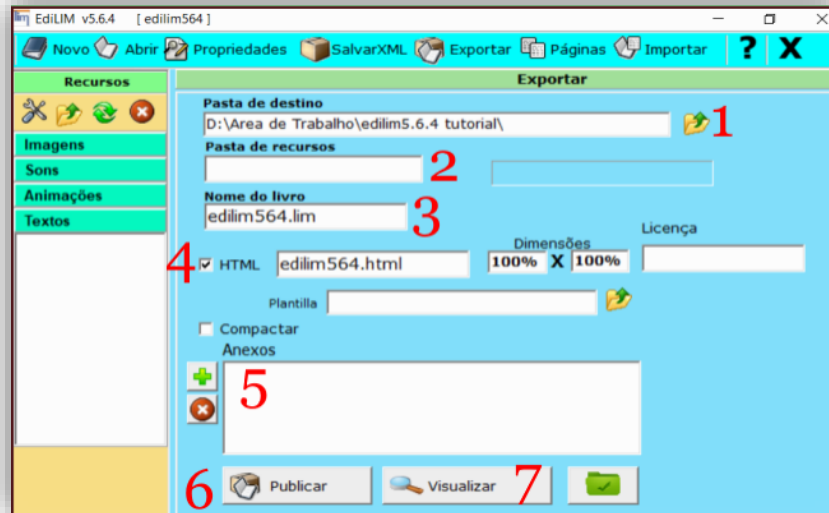 EdiLIM v5.6.4 [ edilim564 ]
Novo Abrir Propriedades SalvarXML Exportar Páginas Importar ? X
Recursos
Exportar
Imagens
Sons
Animações
Textos
Pasta de destino
D:\Area de Trabalho\edilim5.6.4 tutorial\
1
Pasta de recursos
2
Nome do livro
edilim564.lim
3
Licença
Dimensões
4
HTML edilim564.html 100% X 100%
Plantilla
Compactar
Anexos
5
6
Publicar
Visualizar
7